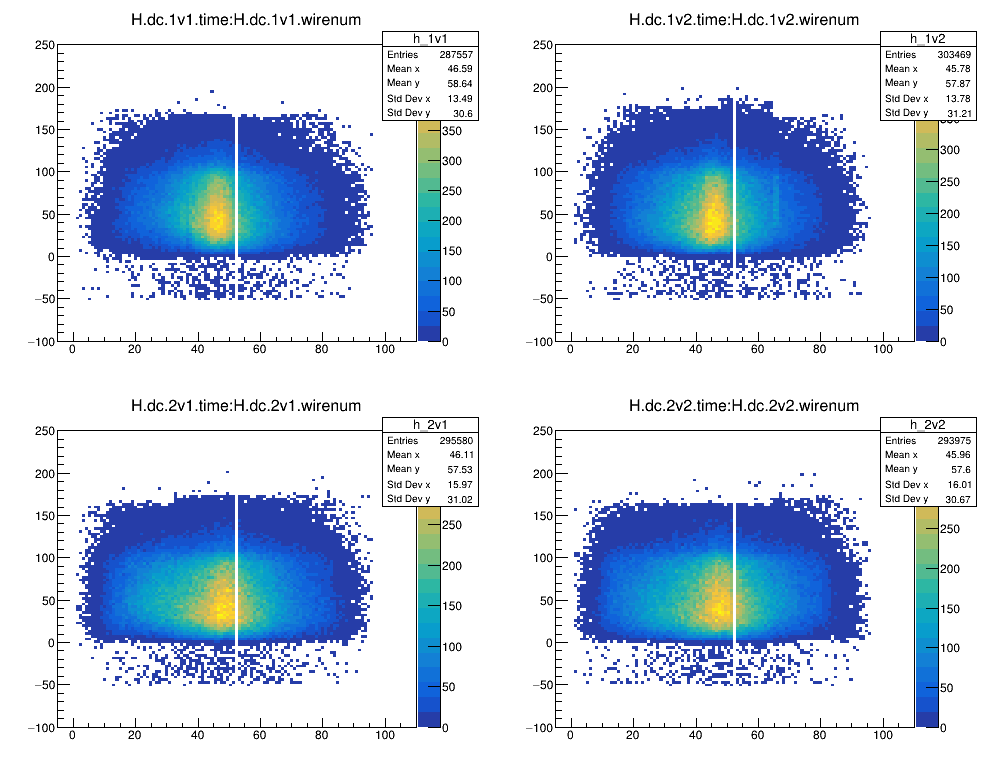 H.dc.1v1.time:H.dc.1v1.wirenum
h_1v1
Entries 287557
Mean x 46.59
Mean y 58.64
Std Dev x 13.49
Std Dev y 30.6
250
200
150
100
50
0
−50
−100
0 20 40 60 80 100
350
300
250
200
150
100
50
0
H.dc.1v2.time:H.dc.1v2.wirenum
h_1v2
Entries 303469
Mean x 45.78
Mean y 57.87
Std Dev x 13.78
Std Dev y 31.21
250
200
150
100
50
0
−50
−100
0 20 40 60 80 100
300
250
200
150
100
50
0
H.dc.2v1.time:H.dc.2v1.wirenum
h_2v1
Entries 295580
Mean x 46.11
Mean y 57.53
Std Dev x 15.97
Std Dev y 31.02
250
200
150
100
50
0
−50
−100
0 20 40 60 80 100
250
200
150
100
50
0
H.dc.2v2.time:H.dc.2v2.wirenum
h_2v2
Entries 293975
Mean x 45.96
Mean y 57.6
Std Dev x 16.01
Std Dev y 30.67
250
200
150
100
50
0
−50
−100
0 20 40 60 80 100
250
200
150
100
50
0